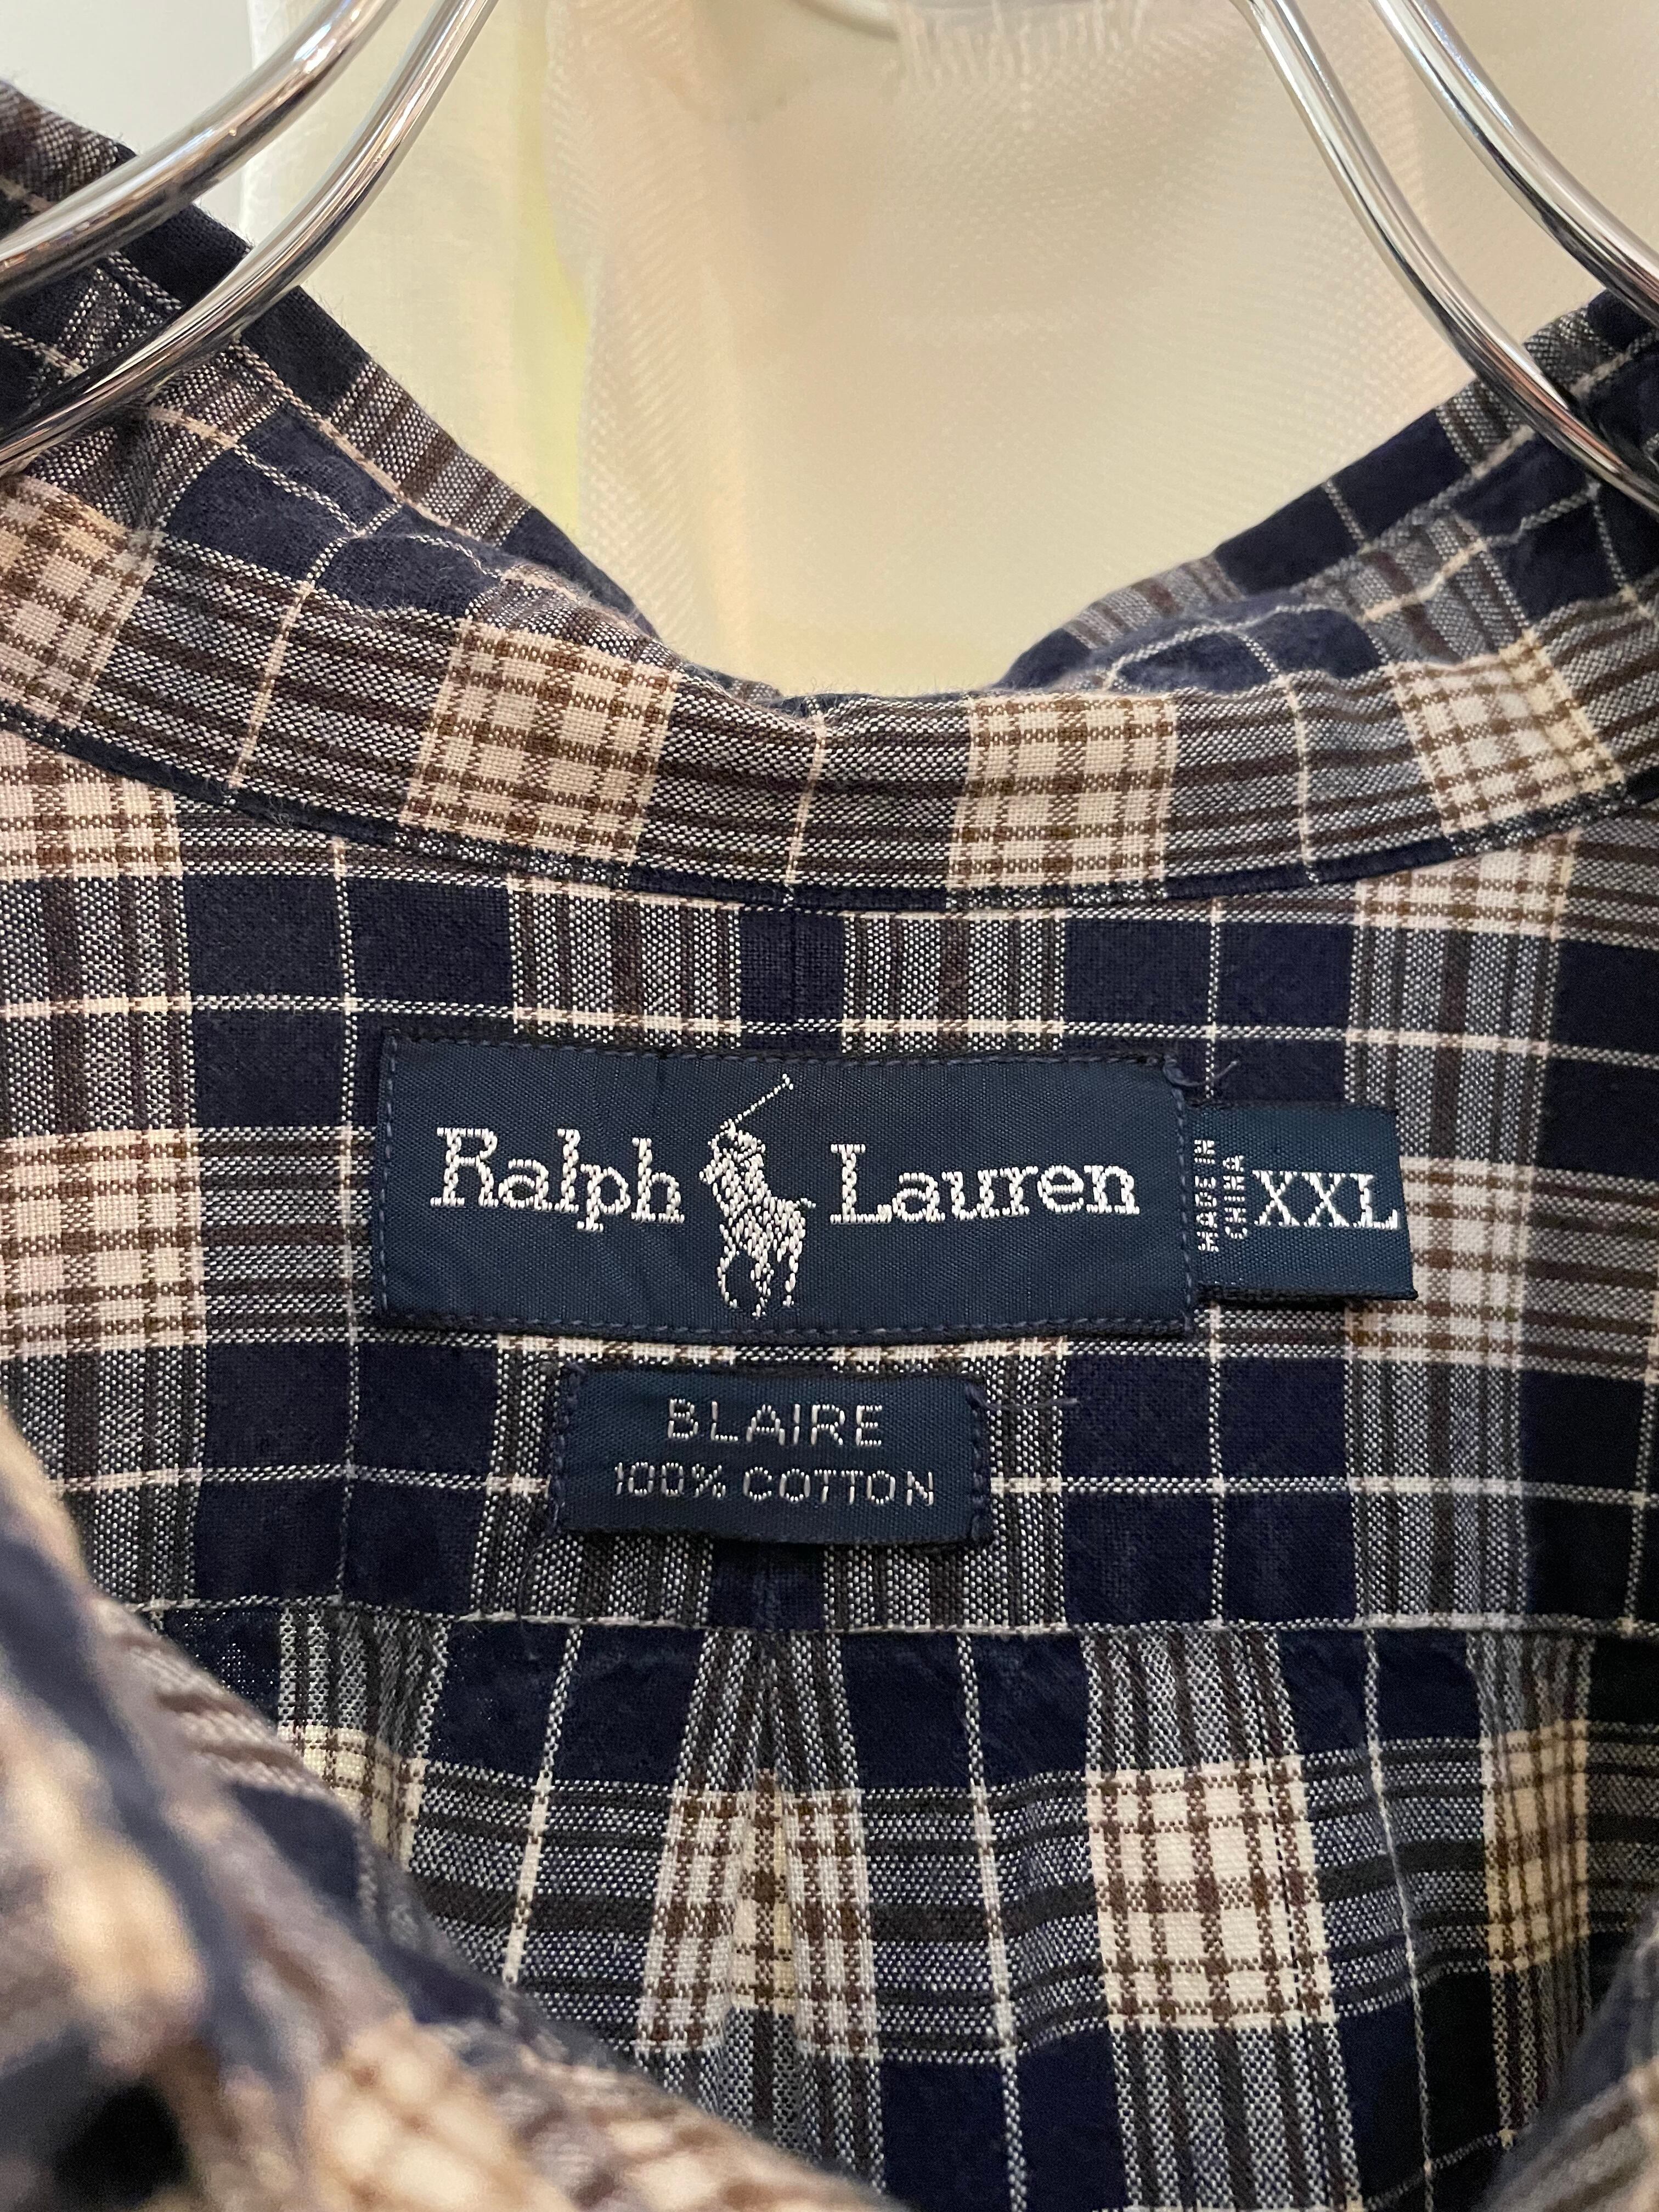 Ralph Lauren
MADE IN
CHINA
XXL
BLAIRE
100% COTTON